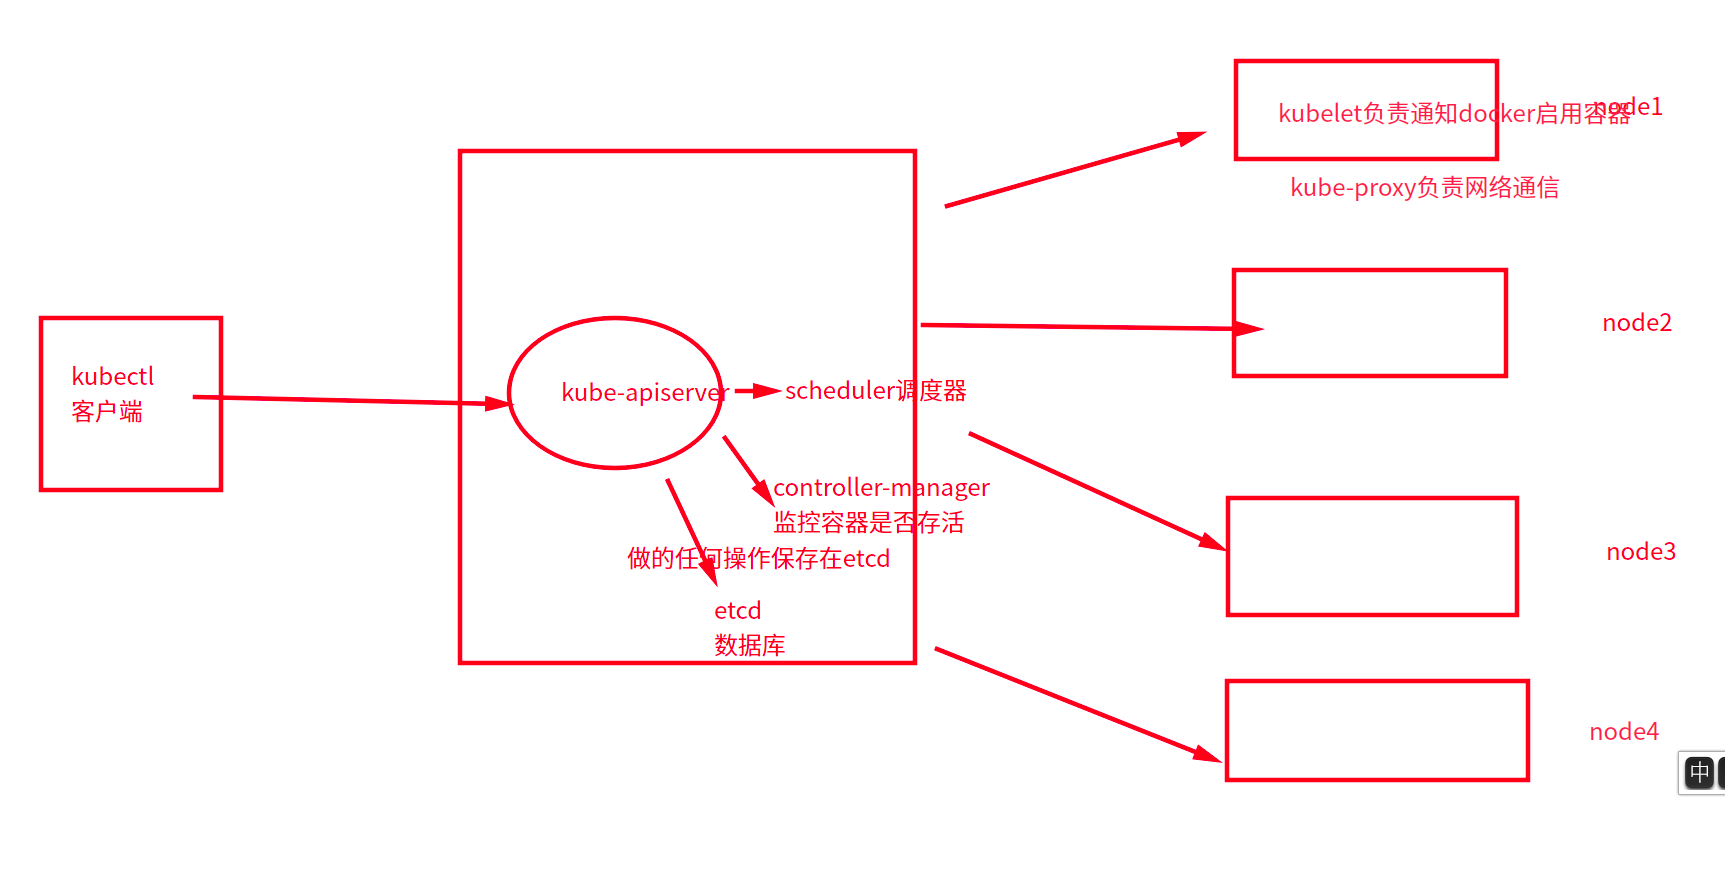 kubectl
客户端
kube-apiserver
scheduler调度器
controller-manager
监控容器是否存活
做的任何操作保存在etcd
etcd
数据库
kubelet负责通知docker启用容器
node1
kube-proxy负责网络通信
node2
node3
node4
中